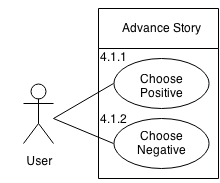 Advance Story
4.1.1
Choose
Positive
4.1.2
Choose
Negative
User